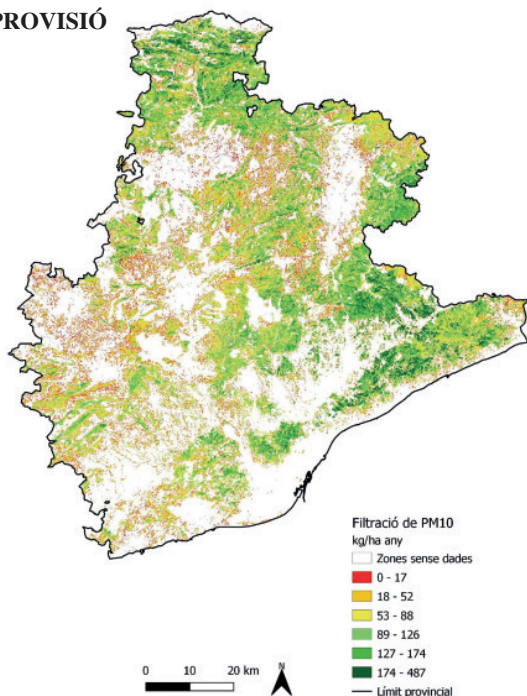 PROVISIÓ
Filtració de PM10
kg/ha any
Zones sense dades
0 - 17
18 - 52
53 - 88
89 - 126
127 - 174
174 - 487
Límit provincial
0 10 20 km
N